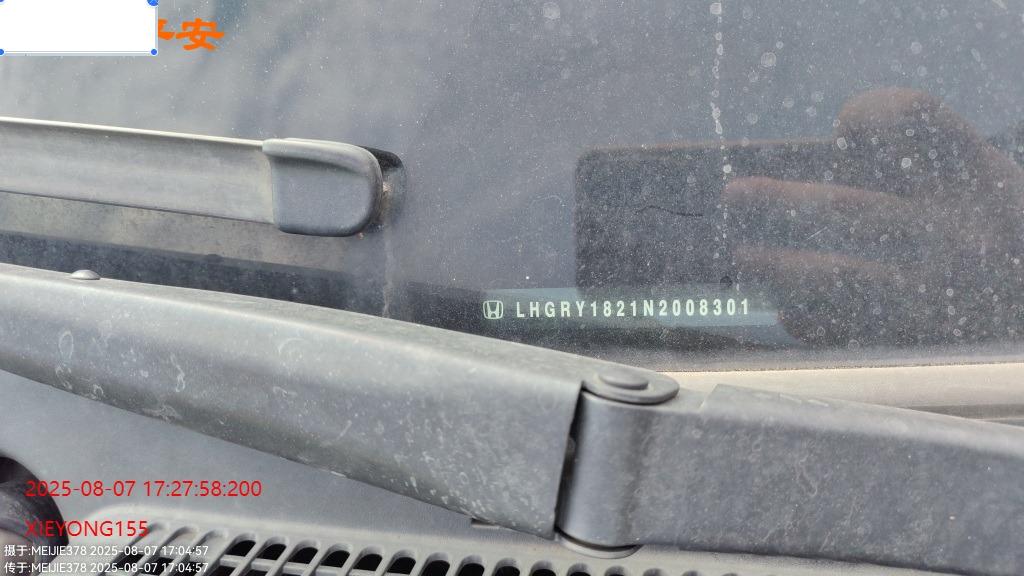 安
LHGRY1821N2008301
2025-08-07 17:27:58:200
XIEYONG155
摄于:MEIJIE378 2025-08-07 17:04:57
传于:MEIJIE378 2025-08-07 17:04:57